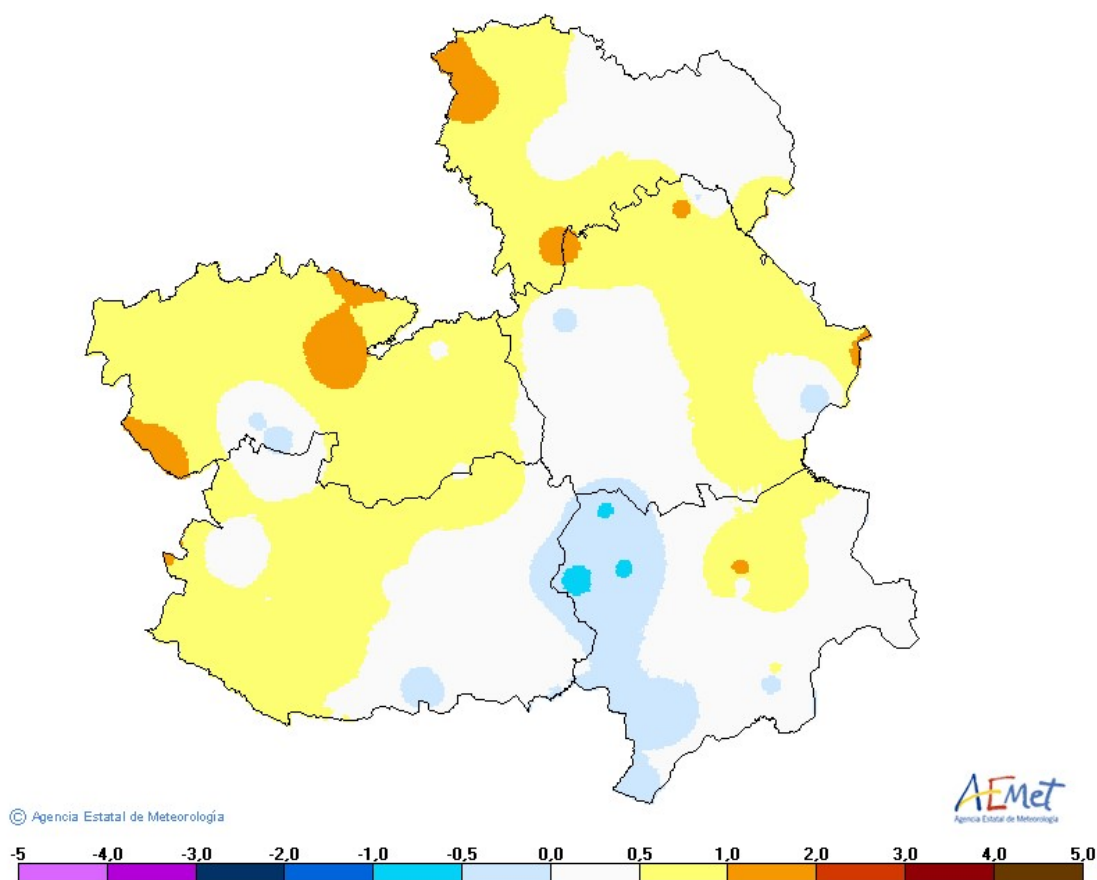 AEMet
Agencia Estatal de Meteorología
© Agencia Estatal de Meteorología
-5 -4,0 -3,0 -2,0 -1,0 -0,5 0,0 0,5 1,0 2,0 3,0 4,0 5,0